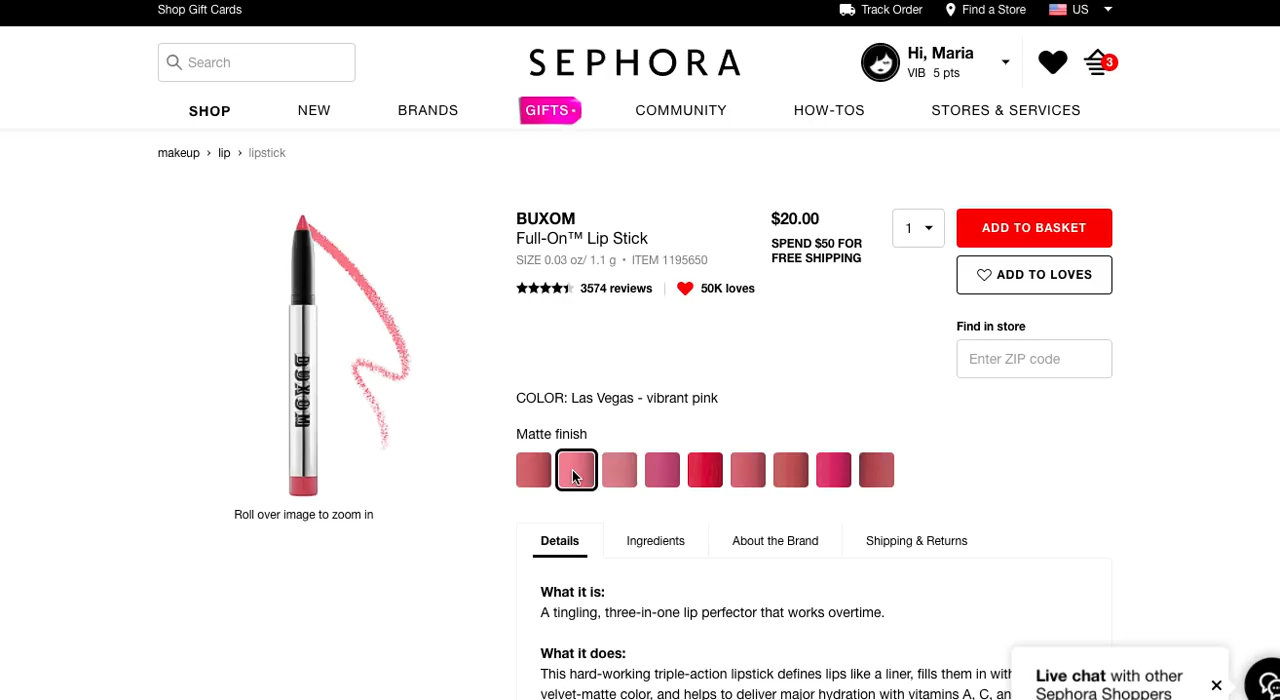 Shop Gift Cards
Track Order
Find a Store
US
Search
SEPHORA
Hi, Maria
VIB 5 pts
3
SHOP
NEW
BRANDS
GIFTS
COMMUNITY
HOW-TOS
STORES & SERVICES
makeup › lip › lipstick
BUXOM
Full-On™ Lip Stick
SIZE 0.03 oz/ 1.1 g • ITEM 1195650
3574 reviews
50K loves
$20.00
SPEND $50 FOR
FREE SHIPPING
1
ADD TO BASKET
ADD TO LOVES
Find in store
Enter ZIP code
BUXOM
Roll over image to zoom in
COLOR: Las Vegas - vibrant pink
Matte finish
Details
Ingredients
About the Brand
Shipping & Returns
What it is:
A tingling, three-in-one lip perfector that works overtime.
What it does:
This hard-working triple-action lipstick defines lips like a liner, fills them in with
velvet-matte color, and helps to deliver major hydration with vitamins A, C, an
Live chat with other
Sephora Shoppers